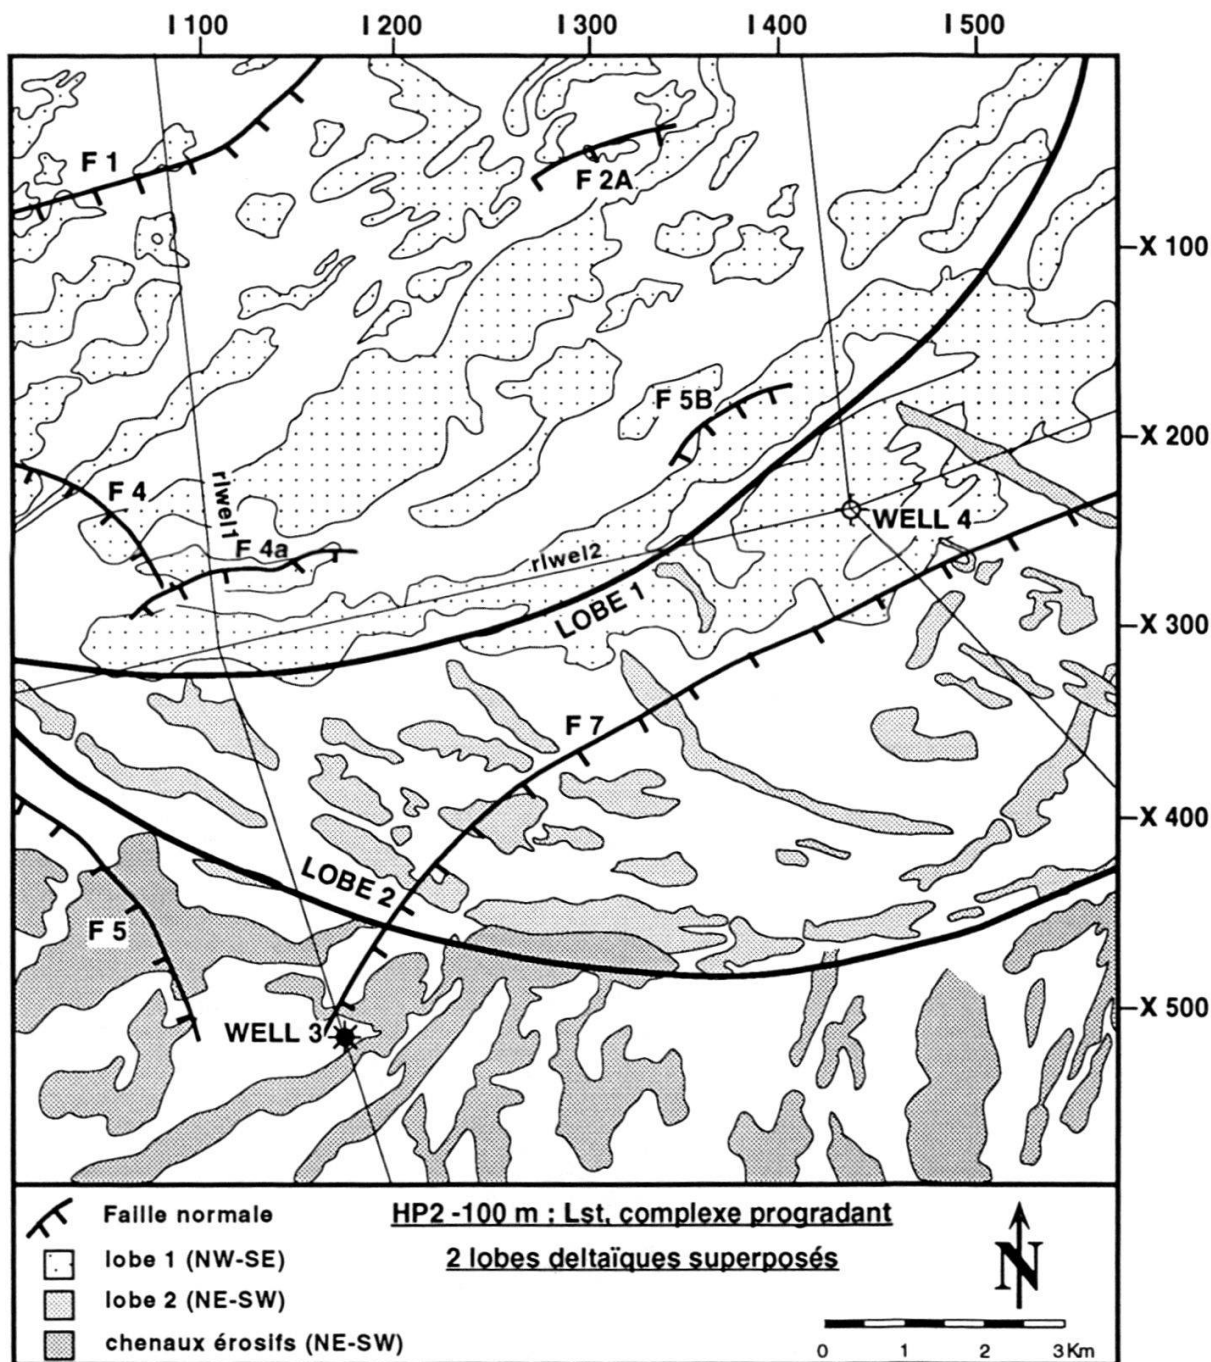 I 100 I 200 I 300 I 400 I 500
F 1
F 2A
X 100
F 5B
X 200
F 4
rlwel1
WELL 4
F 4a
rlwel2
LOBE 1
X 300
F 7
X 400
LOBE 2
F 5
X 500
WELL 3
Faille normale
lobe 1 (NW-SE)
lobe 2 (NE-SW)
chenaux érosifs (NE-SW)
HP2 -100 m : Lst, complexe progradant
2 lobes deltaïques superposés
N
0 1 2 3 Km